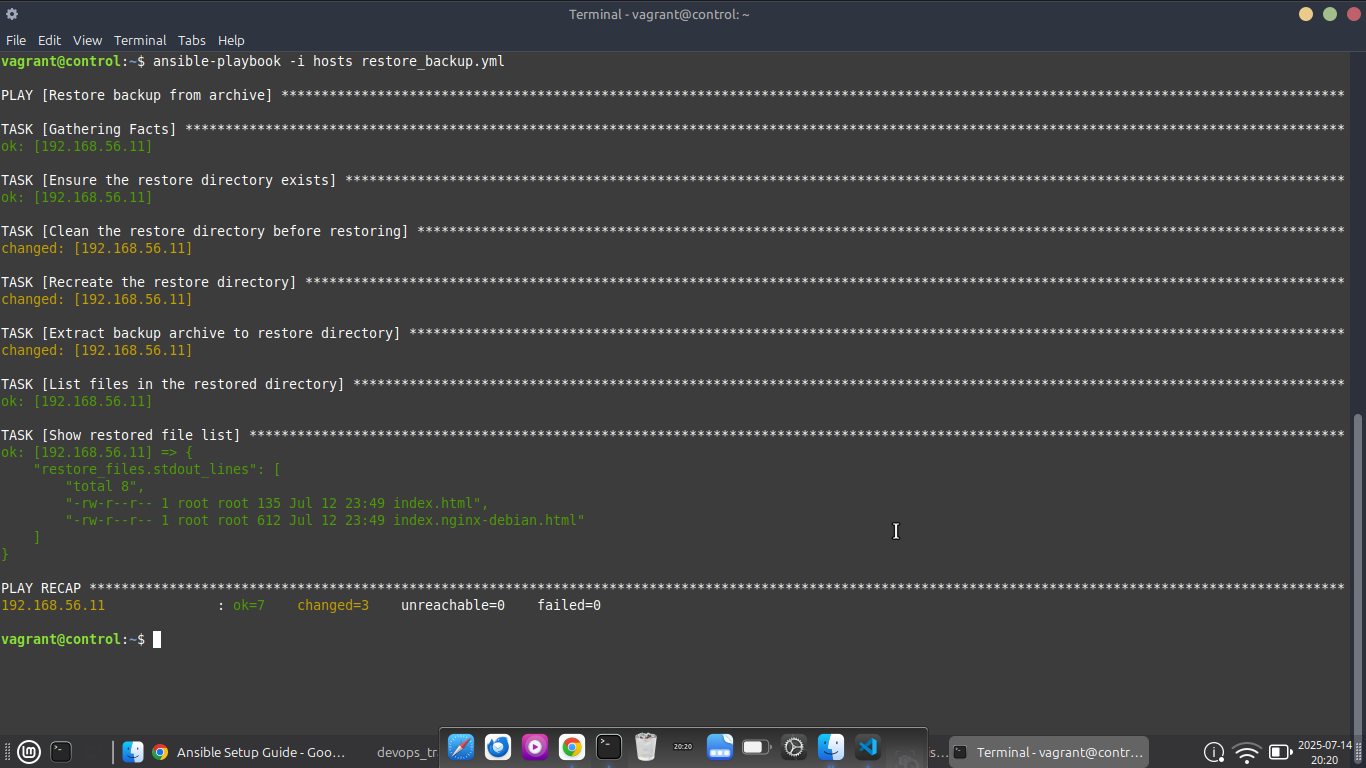 Terminal - vagrant@control: ~
File Edit View Terminal Tabs Help
vagrant@control:~$ ansible-playbook -i hosts restore_backup.yml
PLAY [Restore backup from archive] *************************************************************************************************************************************
TASK [Gathering Facts] *************************************************************************************************************************************************
ok: [192.168.56.11]
TASK [Ensure the restore directory exists] *****************************************************************************************************************************
ok: [192.168.56.11]
TASK [Clean the restore directory before restoring] ********************************************************************************************************************
changed: [192.168.56.11]
TASK [Recreate the restore directory] **********************************************************************************************************************************
changed: [192.168.56.11]
TASK [Extract backup archive to restore directory] *********************************************************************************************************************
changed: [192.168.56.11]
TASK [List files in the restored directory] ****************************************************************************************************************************
ok: [192.168.56.11]
TASK [Show restored file list] *****************************************************************************************************************************************
ok: [192.168.56.11] => {
    "restore_files.stdout_lines": [
        "total 8",
        "-rw-r--r-- 1 root root 135 Jul 12 23:49 index.html",
        "-rw-r--r-- 1 root root 612 Jul 12 23:49 index.nginx-debian.html"
    ]
}
PLAY RECAP *************************************************************************************************************************************************************
192.168.56.11              : ok=7    changed=3    unreachable=0    failed=0
vagrant@control:~$
Ansible Setup Guide - Goo... devops_tr 20:20 s... Terminal - vagrant@contr... 2025-07-14
20:20